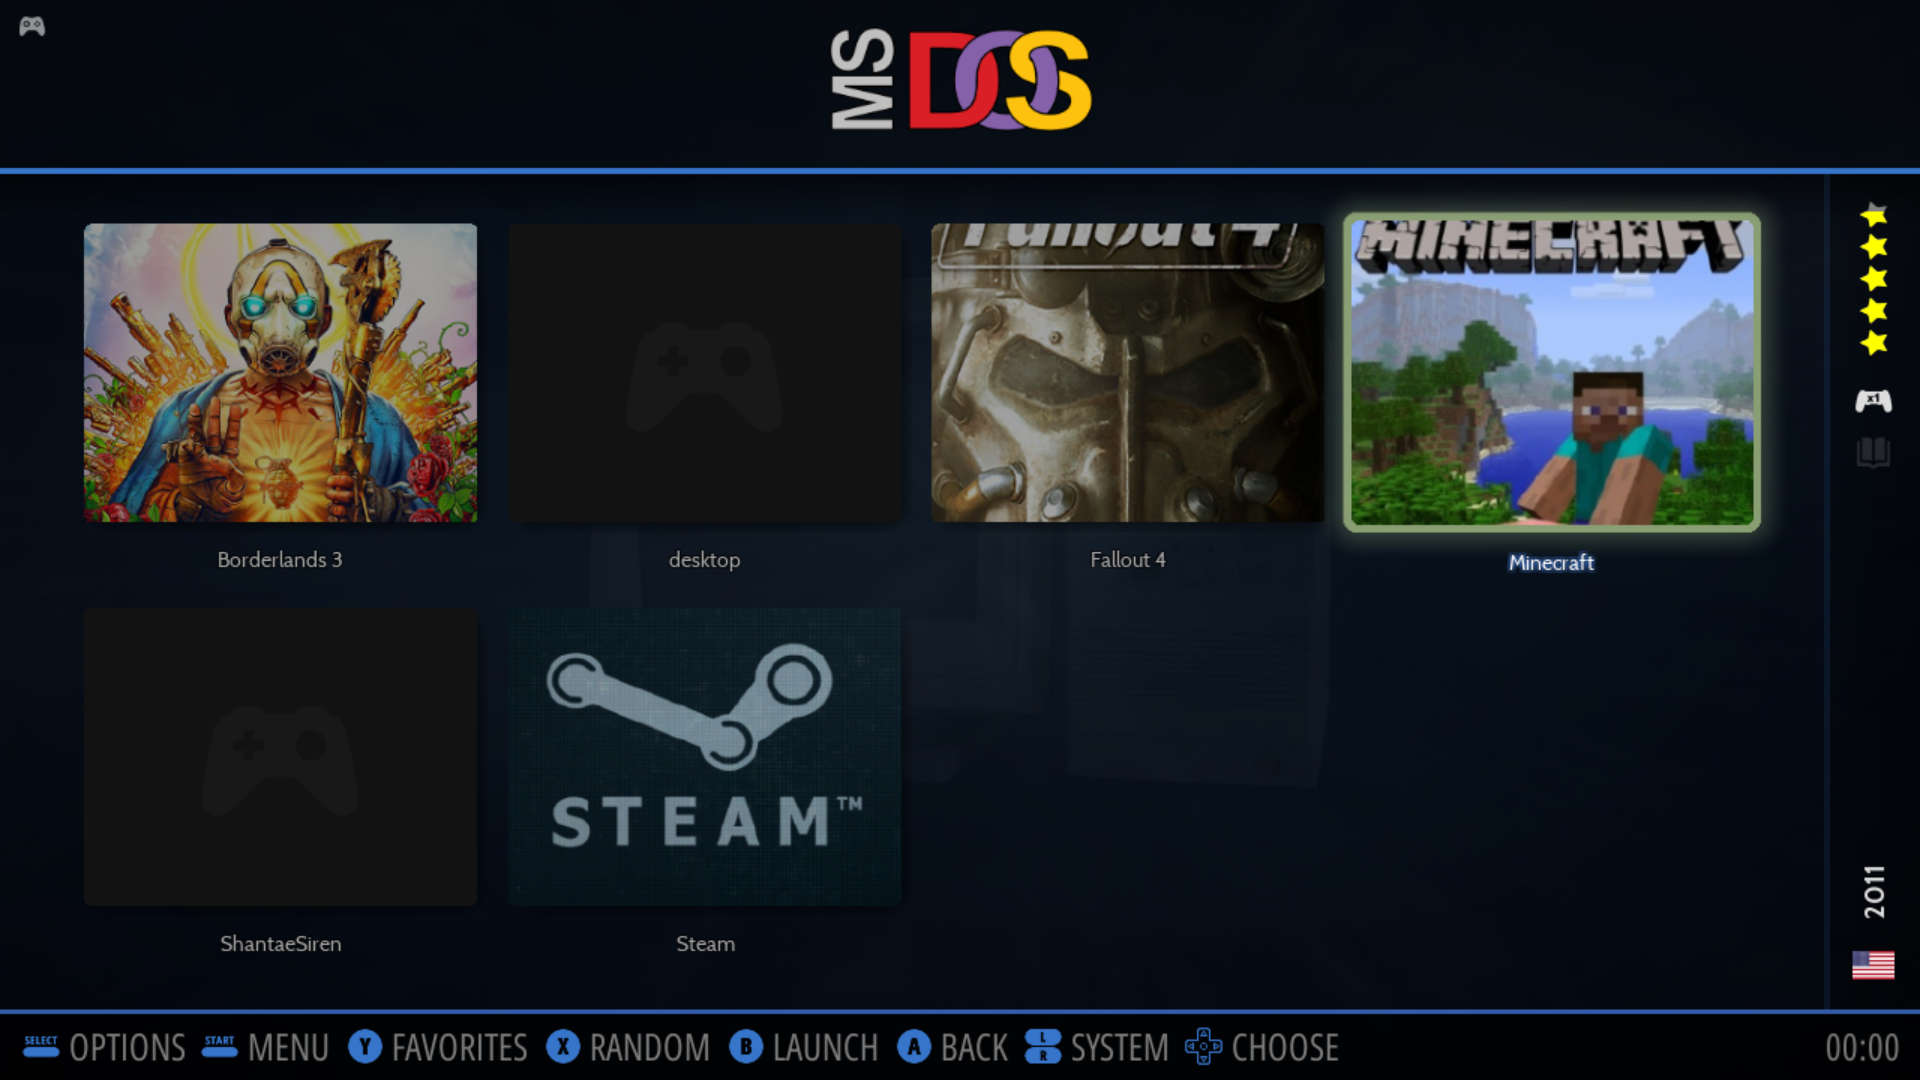 MS DOS
Fallout 4
MINECRAFT
Borderlands 3
desktop
Fallout 4
Minecraft
x1
STEAM™
ShantaeSiren
Steam
2011
SELECT OPTIONS START MENU Y FAVORITES X RANDOM B LAUNCH A BACK L R SYSTEM CHOOSE 00:00